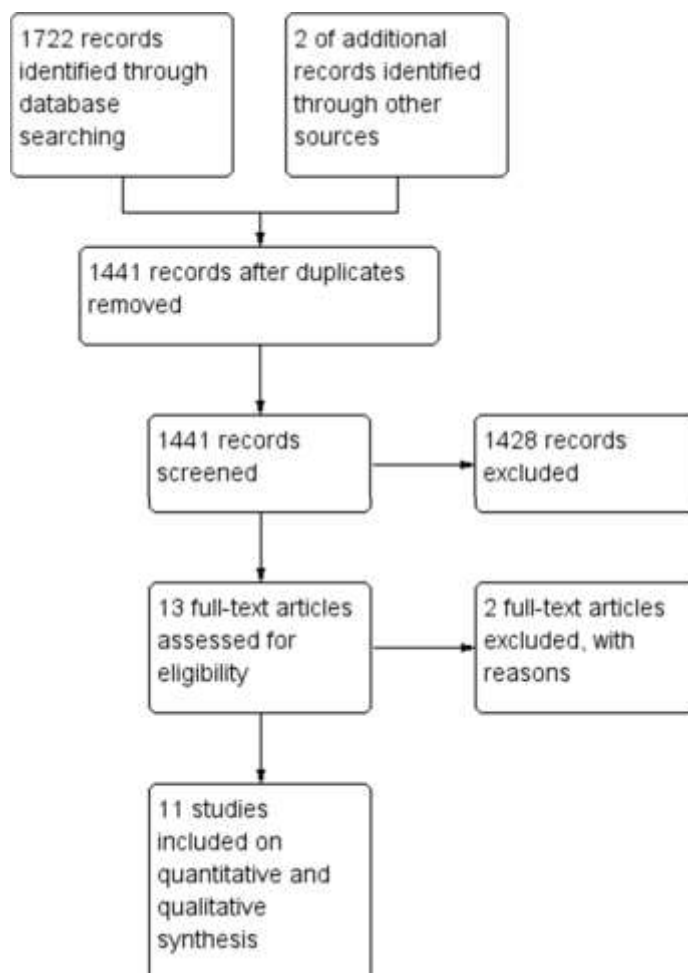 1722 records
identified through
database
searching
2 of additional
records identified
through other
sources
1441 records after duplicates
removed
1441 records
screened
1428 records
excluded
13 full-text articles
assessed for
eligibility
2 full-text articles
excluded, with
reasons
11 studies
included on
quantitative and
qualitative
synthesis